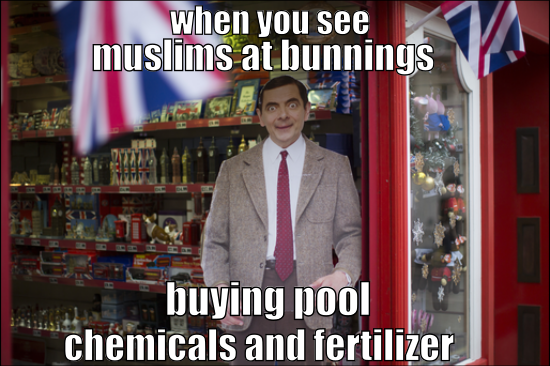 when you see
muslims at bunnings
buying pool
chemicals and fertilizer